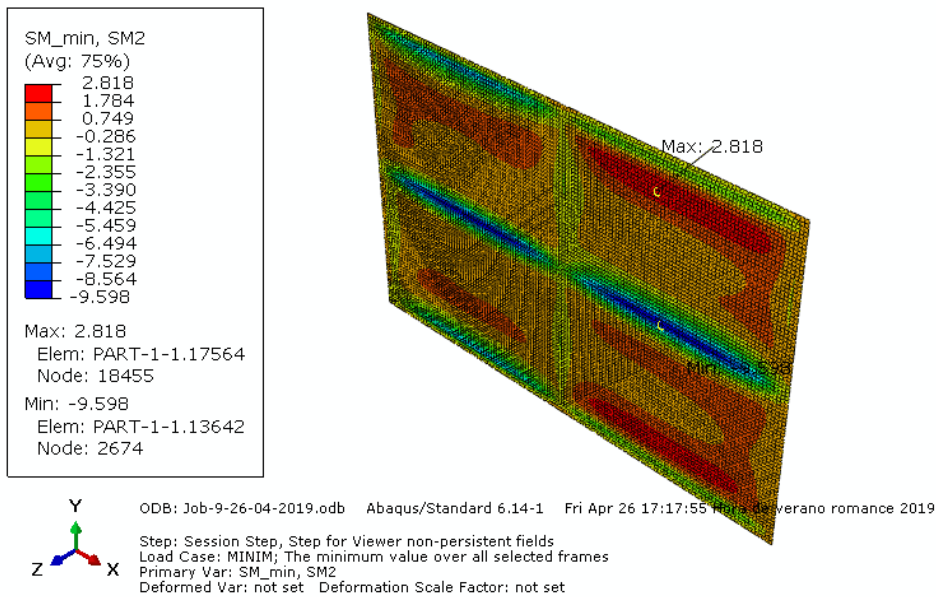 SM_min, SM2
(Avg: 75%)
2.818
1.784
0.749
-0.286
-1.321
-2.355
-3.390
-4.425
-5.459
-6.494
-7.529
-8.564
-9.598
Max: 2.818
Elem: PART-1-1.17564
Node: 18455
Min: -9.598
Elem: PART-1-1.13642
Node: 2674
Max: 2.818
Min: -9.598
Y
Z
X
ODB: Job-9-26-04-2019.odb Abaqus/Standard 6.14-1 Fri Apr 26 17:17:55 Hora de verano romance 2019
Step: Session Step, Step for Viewer non-persistent fields
Load Case: MINIM; The minimum value over all selected frames
Primary Var: SM_min, SM2
Deformed Var: not set Deformation Scale Factor: not set